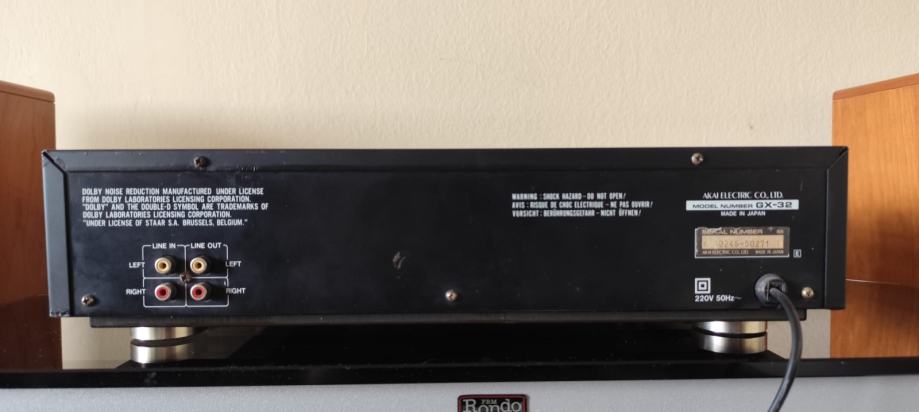 DOLBY NOISE REDUCTION MANUFACTURED UNDER LICENSE
FROM DOLBY LABORATORIES LICENSING CORPORATION.
"DOLBY" AND THE DOUBLE-D SYMBOL ARE TRADEMARKS OF
DOLBY LABORATORIES LICENSING CORPORATION.
"UNDER LICENSE OF STAAR S.A. BRUSSELS, BELGIUM."
LINE IN
LINE OUT
LEFT
LEFT
RIGHT
RIGHT
WARNING : SHOCK HAZARD - DO NOT OPEN!
AVIS : RISQUE DE CHOC ELECTRIQUE - NE PAS OUVRIR!
VORSICHT : BERÜHRUNGSGEFAHR - NICHT ÖFFNEN!
AKAI ELECTRIC CO., LTD.
MODEL NUMBER GX-32
MADE IN JAPAN
SERIAL NUMBER
AKAI ELECTRIC CO., LTD. MADE IN JAPAN
220V 50Hz~
FRM
Rondo